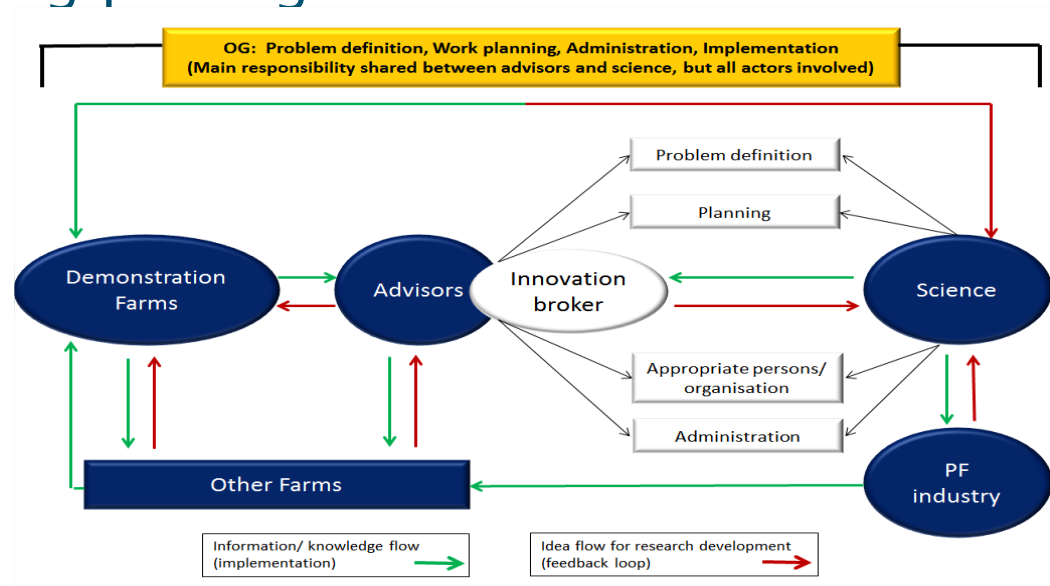 OG:  Problem definition, Work planning, Administration, Implementation
(Main responsibility shared between advisors and science, but all actors involved)
Problem definition
Planning
Demonstration
Farms
Advisors
Innovation
broker
Science
Appropriate persons/
organisation
Administration
Other Farms
PF
industry
Information/ knowledge flow
(implementation)
Idea flow for research development
(feedback loop)